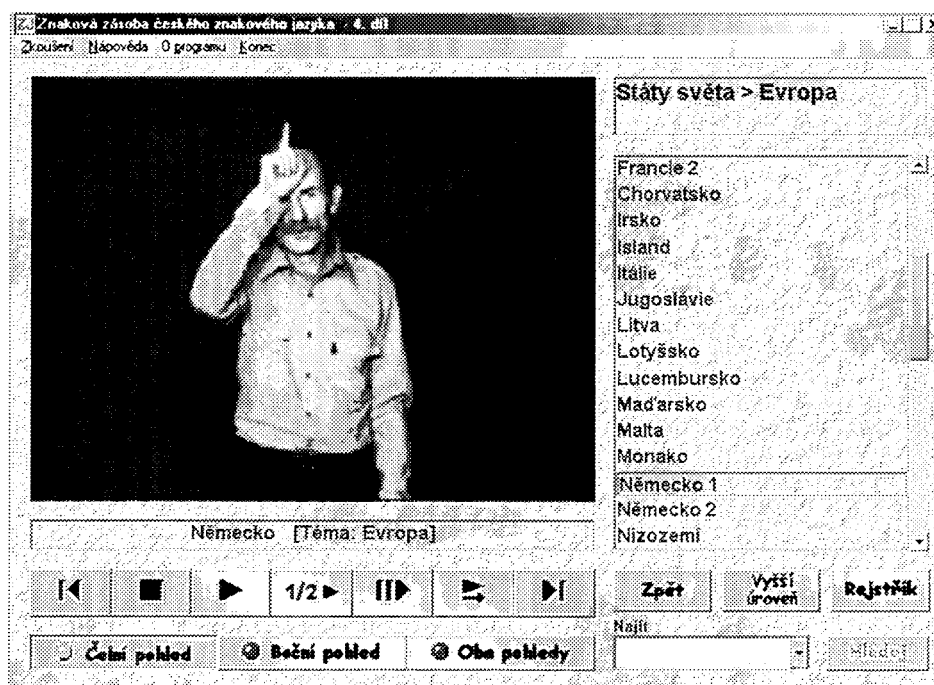 Znaková zásoba českého znakového jazyka - 4. díl
Zkoušení Nápověda O programu Konec
Státy světa > Evropa
Francie 2
Chorvatsko
Irsko
Island
Itálie
Jugoslávie
Litva
Lotyšsko
Lucembursko
Maďarsko
Malta
Monako
Německo 1
Německo 2
Nizozemí
Německo [Téma: Evropa]
1/2
Zpět
Vyšší úroveň
Rejstřík
Najít
Čelní pohled
Boční pohled
Oba pohledy
Hledej